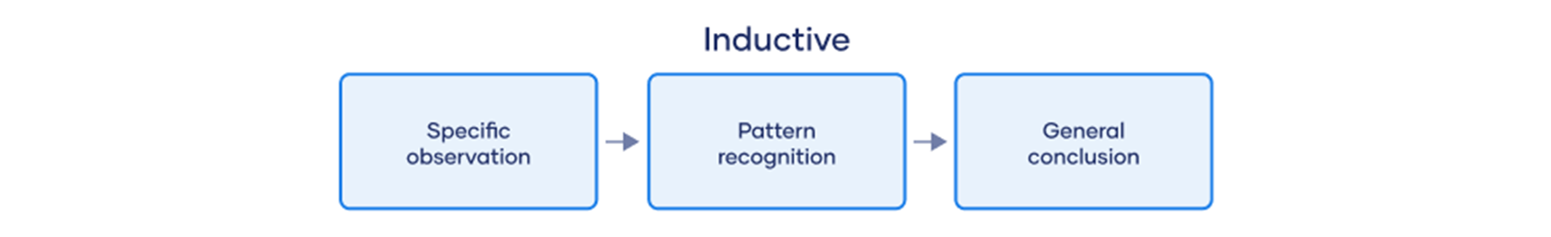 Inductive
Specific
observation
Pattern
recognition
General
conclusion